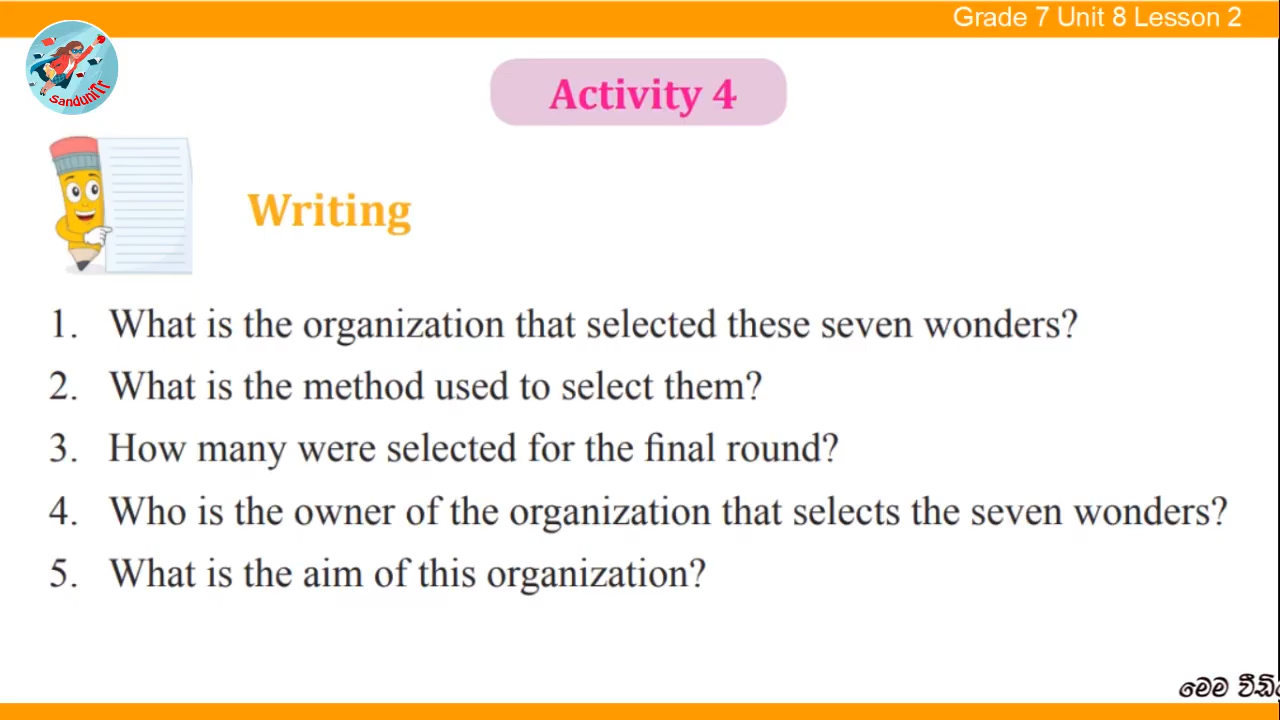 Grade 7 Unit 8 Lesson 2
SanduniTr
Activity 4
Writing
1. What is the organization that selected these seven wonders?
2. What is the method used to select them?
3. How many were selected for the final round?
4. Who is the owner of the organization that selects the seven wonders?
5. What is the aim of this organization?
මෙම